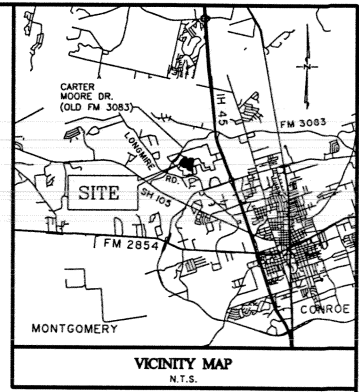 CARTER
MOORE DR.
(OLD FM 3083)
IH 45
FM 3083
LONGMIRE
RD.
SITE
SH 105
FM 2854
MONTGOMERY
CONROE
VICINITY MAP
N.T.S.